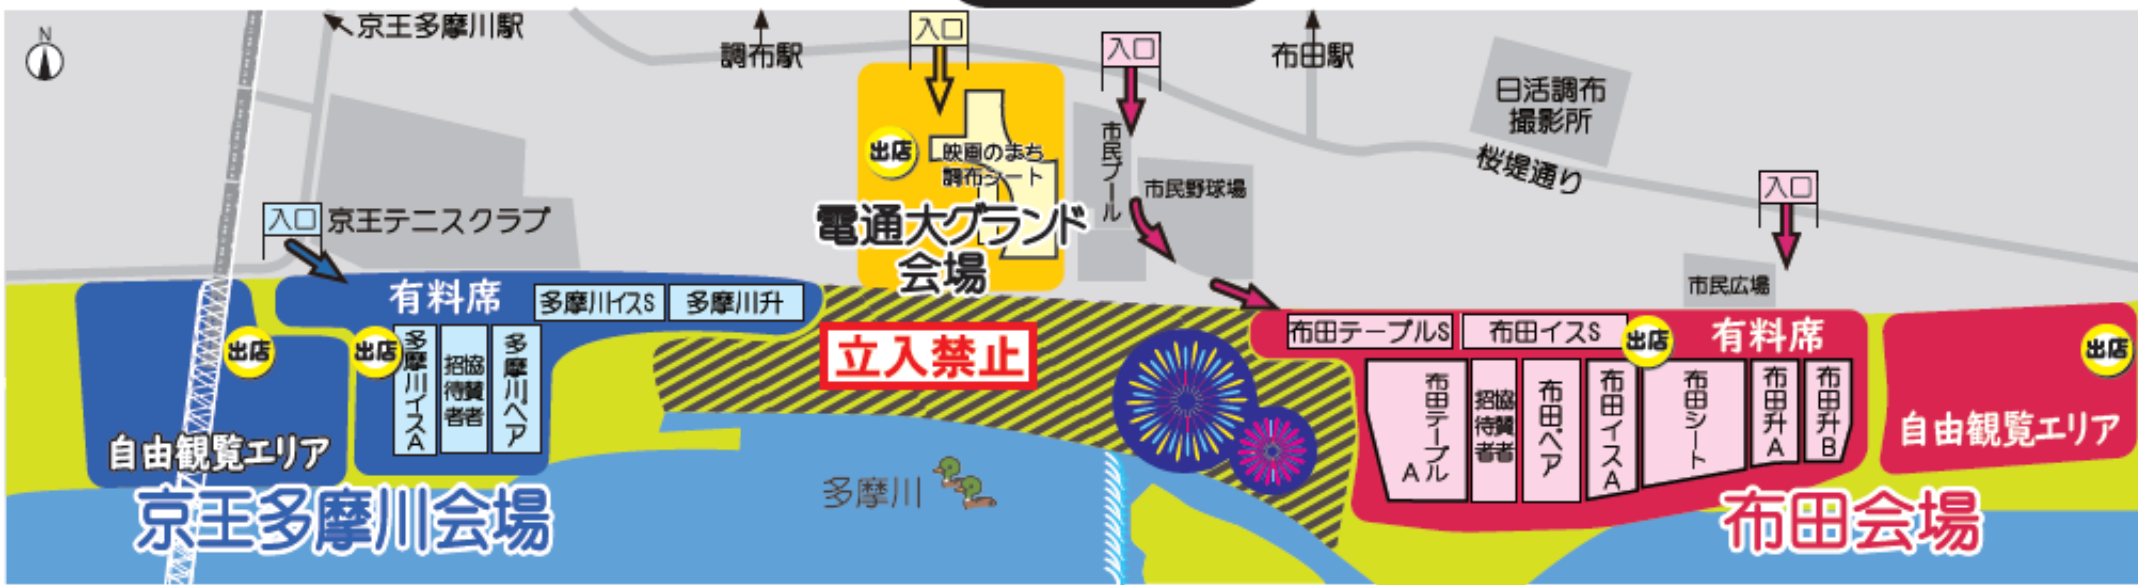 N
京王多摩川駅
調布駅
入口
入口
布田駅
日活調布
撮影所
桜堤通り
出店
映画のまち
調布シート
市民プール
市民野球場
入口
入口
京王テニスクラブ
電通大グランド
会場
市民広場
有料席
多摩川イスS
多摩川升
出店
出店
多摩川イスA
協賛者
招待者
多摩川ペア
立入禁止
布田テーブルS
布田イスS
出店
有料席
出店
布田テーブルA
協賛者
招待者
布田ペア
布田イスA
布田シート
布田升A
布田升B
自由観覧エリア
自由観覧エリア
京王多摩川会場
多摩川
布田会場